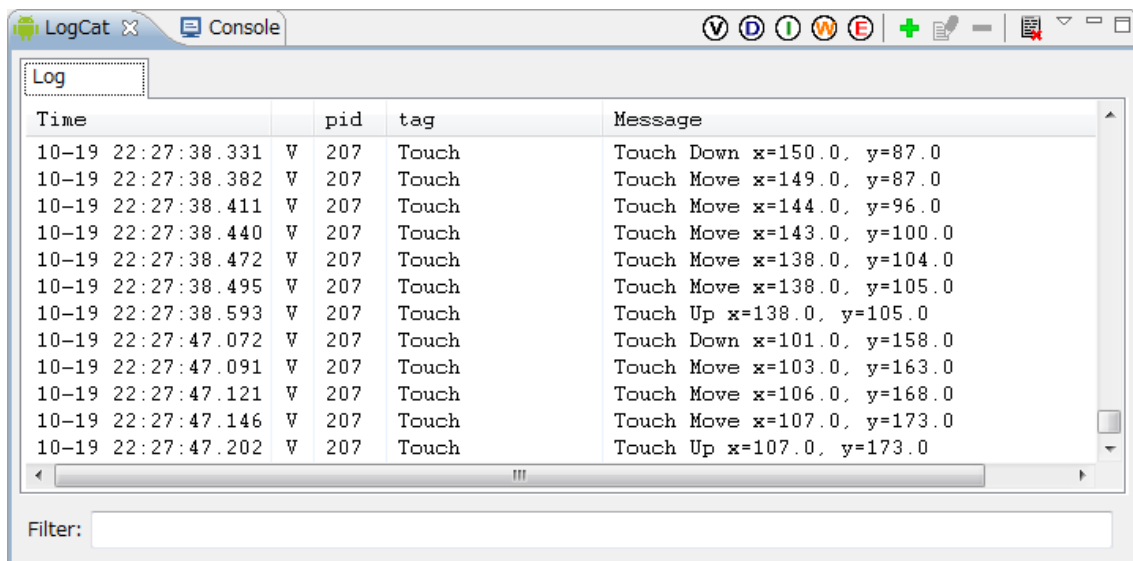 LogCat Console V D I W E
Log
Time pid tag Message
10-19 22:27:38.331 V 207 Touch Touch Down x=150.0, y=87.0
10-19 22:27:38.382 V 207 Touch Touch Move x=149.0, y=87.0
10-19 22:27:38.411 V 207 Touch Touch Move x=144.0, y=96.0
10-19 22:27:38.440 V 207 Touch Touch Move x=143.0, y=100.0
10-19 22:27:38.472 V 207 Touch Touch Move x=138.0, y=104.0
10-19 22:27:38.495 V 207 Touch Touch Move x=138.0, y=105.0
10-19 22:27:38.593 V 207 Touch Touch Up x=138.0, y=105.0
10-19 22:27:47.072 V 207 Touch Touch Down x=101.0, y=158.0
10-19 22:27:47.091 V 207 Touch Touch Move x=103.0, y=163.0
10-19 22:27:47.121 V 207 Touch Touch Move x=106.0, y=168.0
10-19 22:27:47.146 V 207 Touch Touch Move x=107.0, y=173.0
10-19 22:27:47.202 V 207 Touch Touch Up x=107.0, y=173.0
Filter: